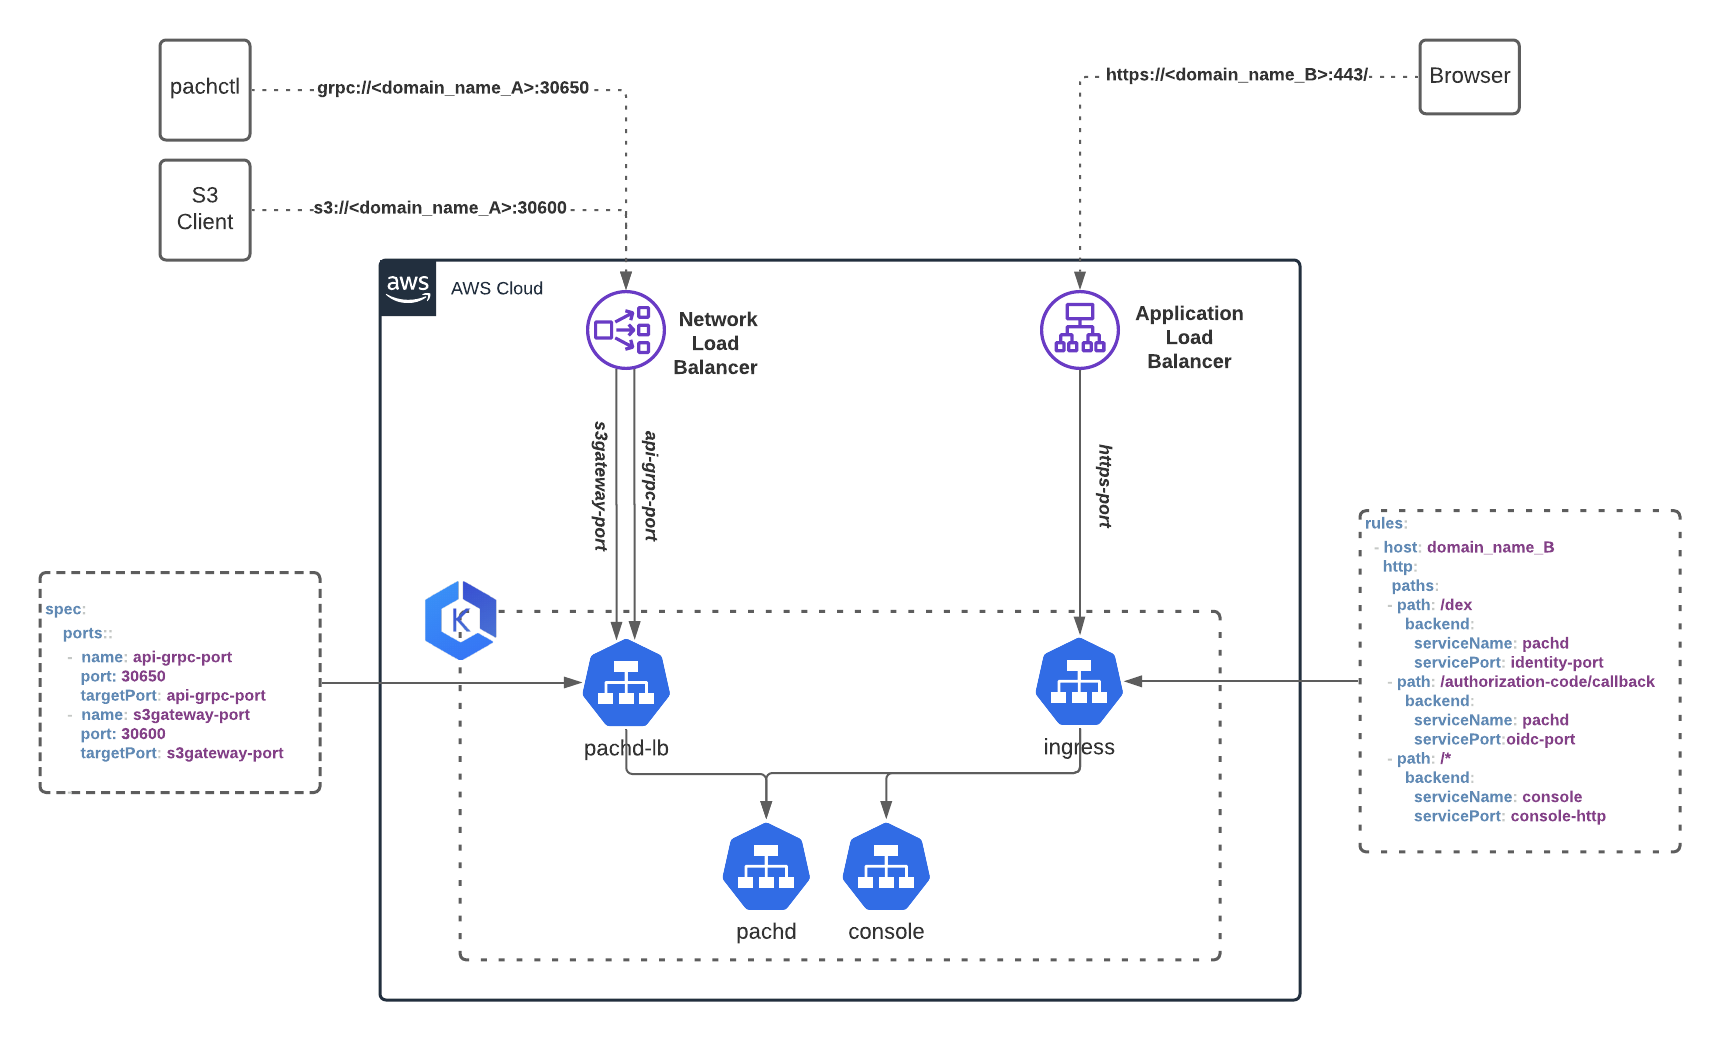 pachctl
grpc://<domain_name_A>:30650
https://<domain_name_B>:443/
Browser
S3
Client
s3://<domain_name_A>:30600
aws
AWS Cloud
Network
Load
Balancer
Application
Load
Balancer
s3gateway-port
api-grpc-port
https-port
spec:
ports::
- name: api-grpc-port
port: 30650
targetPort: api-grpc-port
- name: s3gateway-port
port: 30600
targetPort: s3gateway-port
K
pachd-lb
ingress
pachd
console
rules:
- host: domain_name_B
http:
paths:
- path: /dex
backend:
serviceName: pachd
servicePort: identity-port
- path: /authorization-code/callback
backend:
serviceName: pachd
servicePort:oidc-port
- path: /*
backend:
serviceName: console
servicePort: console-http